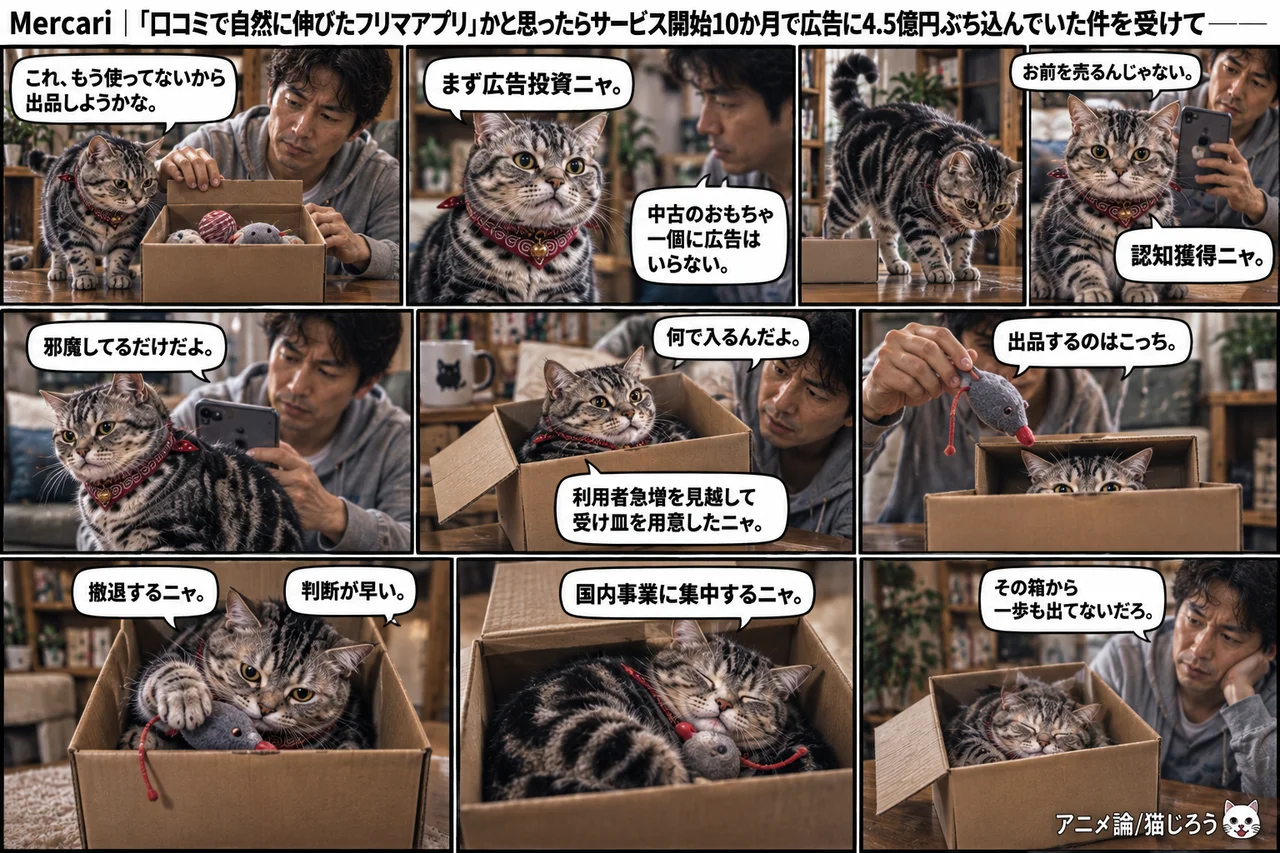 Mercari｜「口コミで自然に伸びたフリマアプリ」かと思ったらサービス開始10か月で広告に4.5億円ぶち込んでいた件を受けて――
これ、もう使ってないから
出品しようかな。
まず広告投資ニャ。
中古のおもちゃ
一個に広告は
いらない。
お前を売るんじゃない。
認知獲得ニャ。
邪魔してるだけだよ。
何で入るんだよ。
利用者急増を見越して
受け皿を用意したニャ。
出品するのはこっち。
撤退するニャ。
判断が早い。
国内事業に集中するニャ。
その箱から
一歩も出てないだろ。
アニメ論/猫じろう